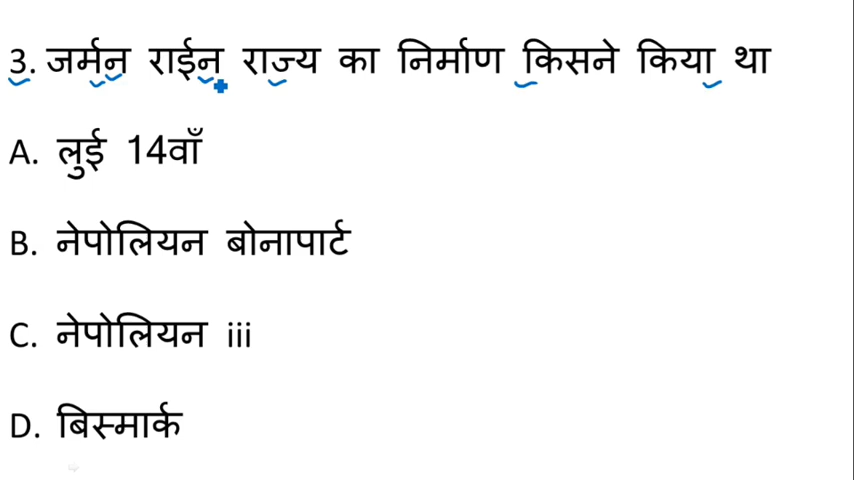 3. जर्मन राईन राज्य का निर्माण किसने किया था
A. लुई 14वाँ
B. नेपोलियन बोनापार्ट
C. नेपोलियन iii
D. बिस्मार्क